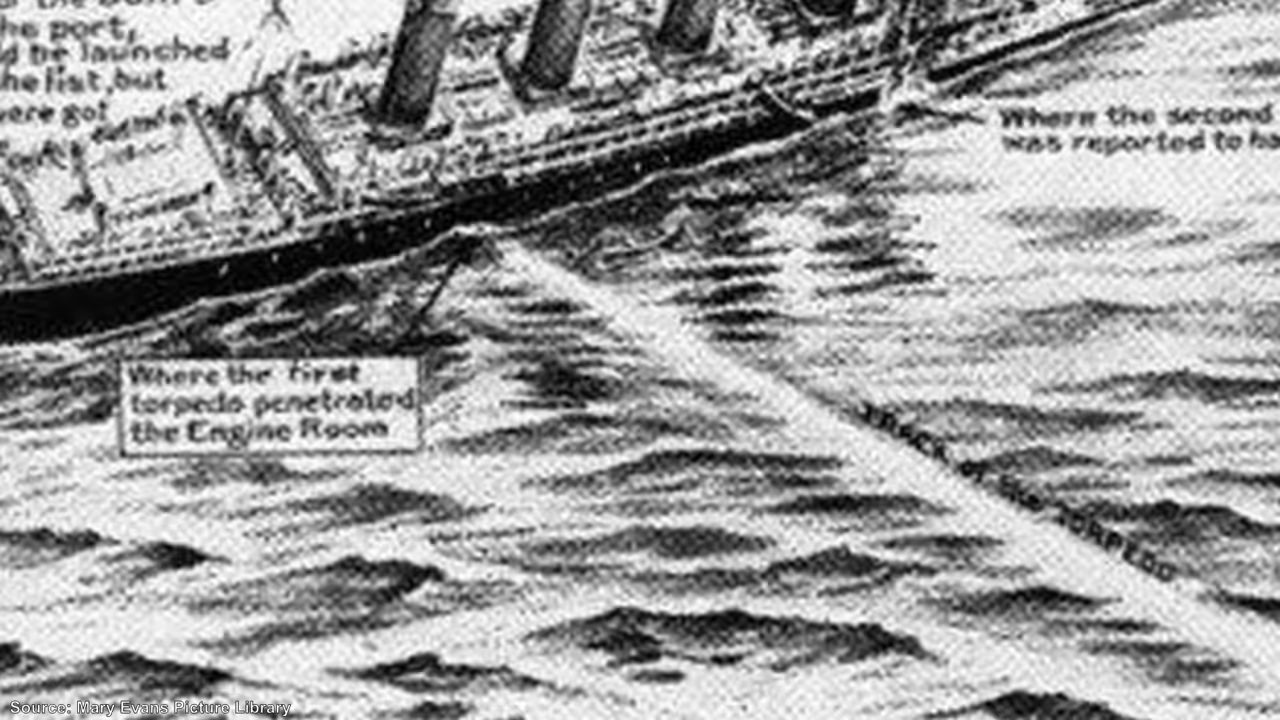 the port,
d be launched
he list, but
were got
Where the second
was reported to ha
Where the first
torpedo penetrated
the Engine Room
TRACK OF THE TORPEDO
Source: Mary Evans Picture Library